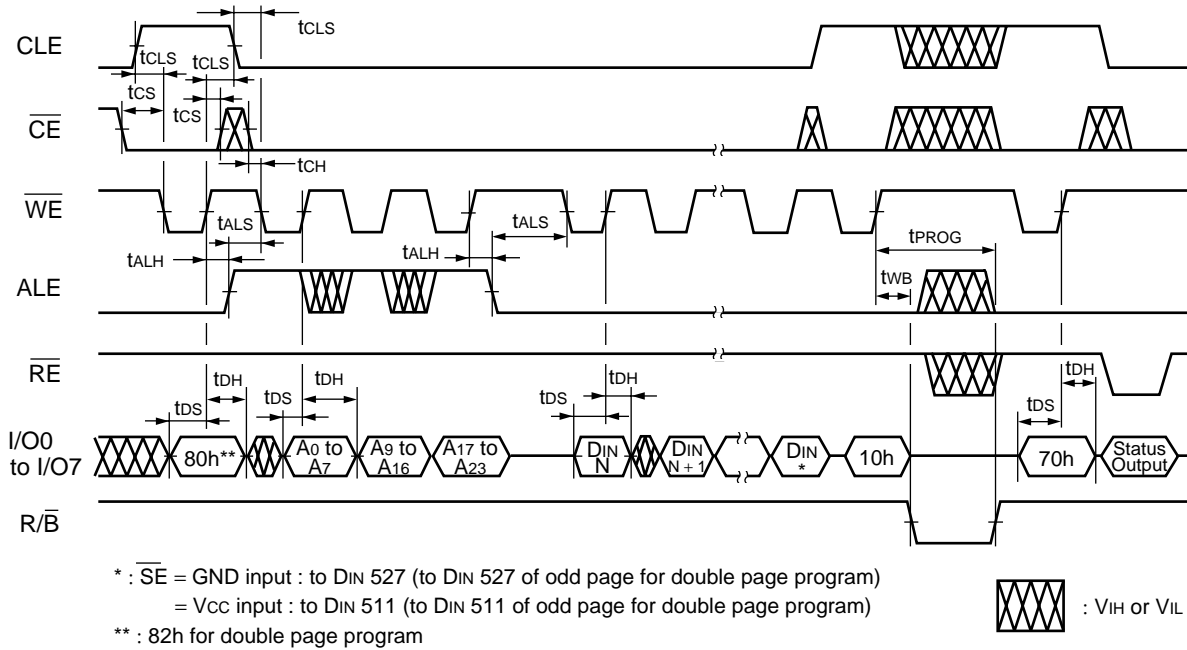 tCLS
CLE
tCLS
tCLS
tCS
tCS
CE
tCH
WE
tALS
tALS
tPROG
tALH
tALH
tWB
ALE
RE
tDH
tDH
tDH
tDH
tDS
tDS
tDS
tDS
I/O0
to I/O7
80h**
A0 to
A7
A9 to
A16
A17 to
A23
DIN
N
DIN
N + 1
DIN
*
10h
70h
Status
Output
R/B
* : SE = GND input : to DIN 527 (to DIN 527 of odd page for double page program)
= VCC input : to DIN 511 (to DIN 511 of odd page for double page program)
: VIH or VIL
** : 82h for double page program